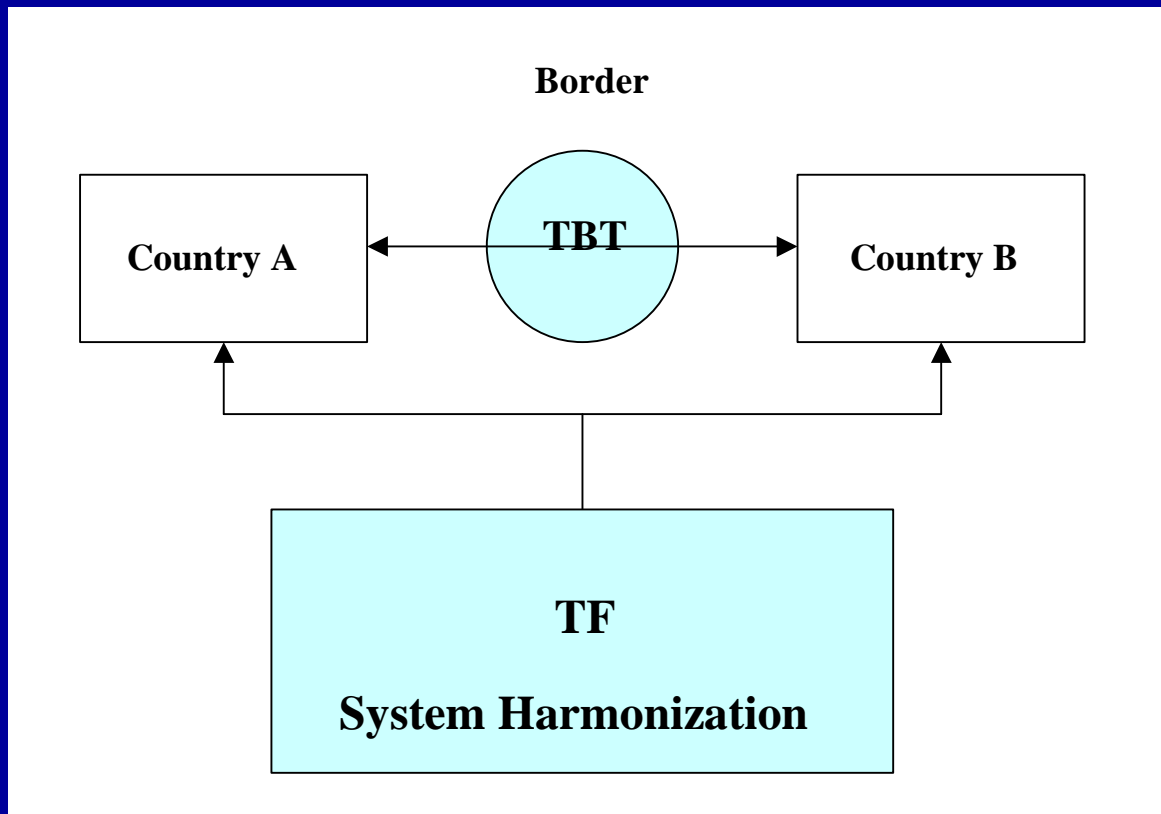 Border
Country A
TBT
Country B
TF
System Harmonization